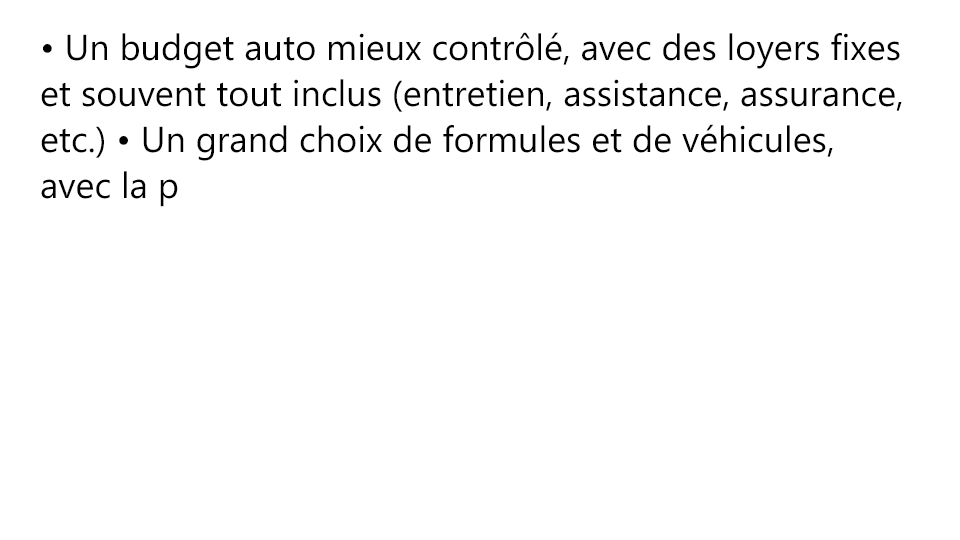 • Un budget auto mieux contrôlé, avec des loyers fixes
et souvent tout inclus (entretien, assistance, assurance,
etc.) • Un grand choix de formules et de véhicules,
avec la p